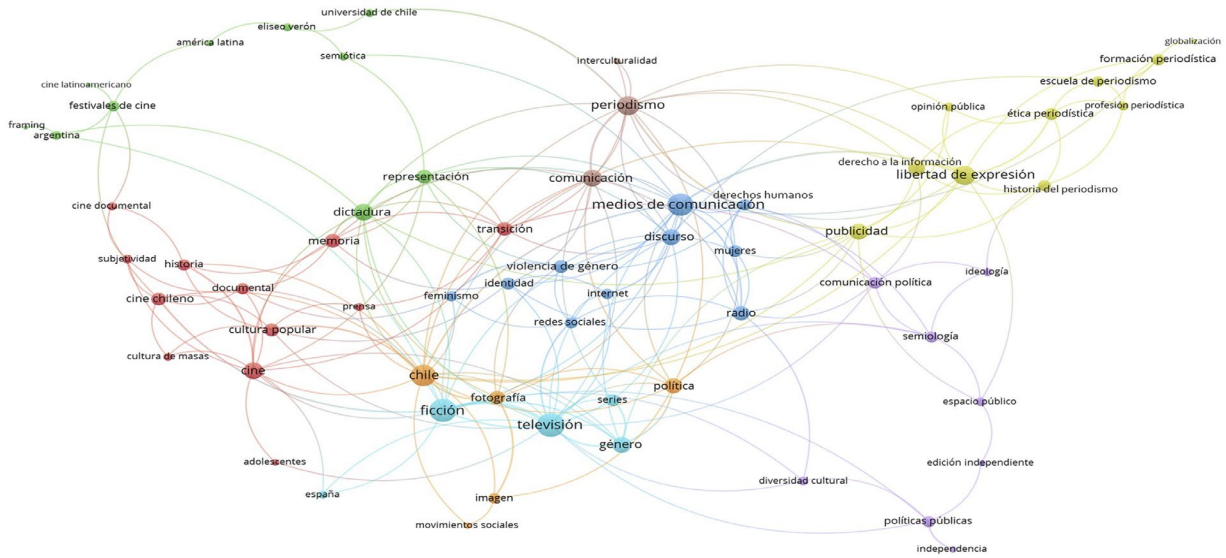 universidad de chile
eliseo verón
américa latina
globalización
semiótica
interculturalidad
formación periodística
cine latinoamericano
escuela de periodismo
festivales de cine
periodismo
opinión pública
profesión periodística
ética periodística
framing
argentina
derecho a la información
representación
comunicación
libertad de expresión
historia del periodismo
derechos humanos
cine documental
medios de comunicación
dictadura
transición
publicidad
memoria
discurso
mujeres
subjetividad
historia
violencia de género
ideología
documental
identidad
comunicación política
cine chileno
feminismo
internet
prensa
radio
cultura popular
redes sociales
semiología
cultura de masas
cine
chile
política
fotografía
series
espacio público
ficción
televisión
género
adolescentes
edición independiente
diversidad cultural
españa
imagen
movimientos sociales
políticas públicas
independencia